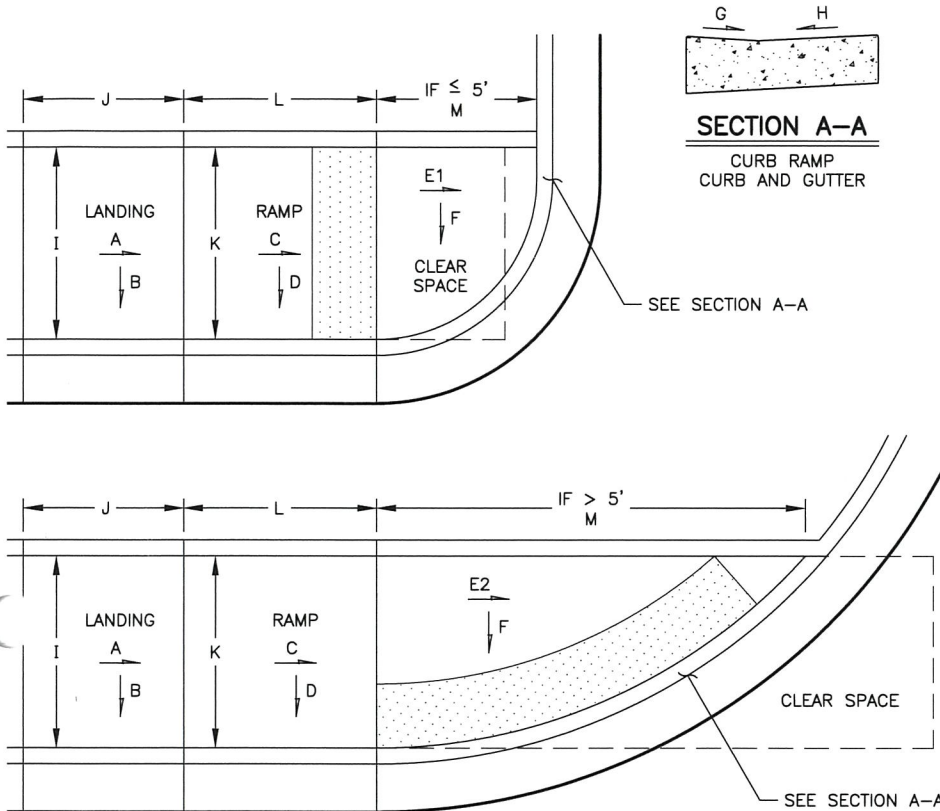 G H
SECTION A-A
CURB RAMP
CURB AND GUTTER
J L IF ≤ 5'
M
LANDING RAMP E1
I A K C F
B D CLEAR
SPACE
SEE SECTION A-A
J L IF > 5'
M
LANDING RAMP E2
I A K C F
B D
CLEAR SPACE
SEE SECTION A-A